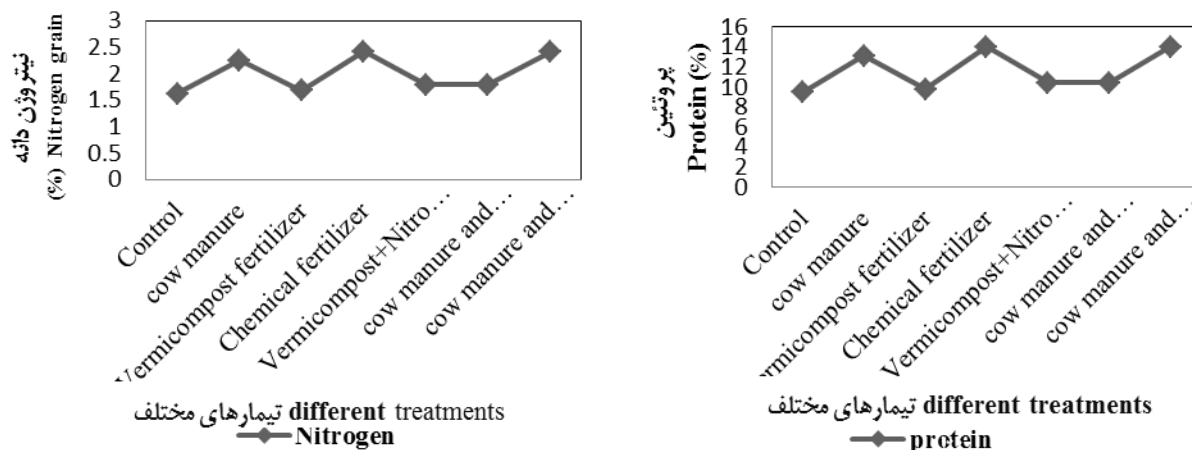 نیتروژن دانه
(%) Nitrogen grain
3
2.5
2
1.5
1
0.5
0
Control
cow manure
Vermicompost fertilizer
Chemical fertilizer
Vermicompost+Nitro…
cow manure and…
cow manure and…
تیمارهای مختلف different treatments
Nitrogen
پروتئین
Protein (%)
16
14
12
10
8
6
4
2
0
Control
cow manure
ermicompost fertilizer
Chemical fertilizer
Vermicompost+Nitro…
cow manure and…
cow manure and…
تیمارهای مختلف different treatments
protein